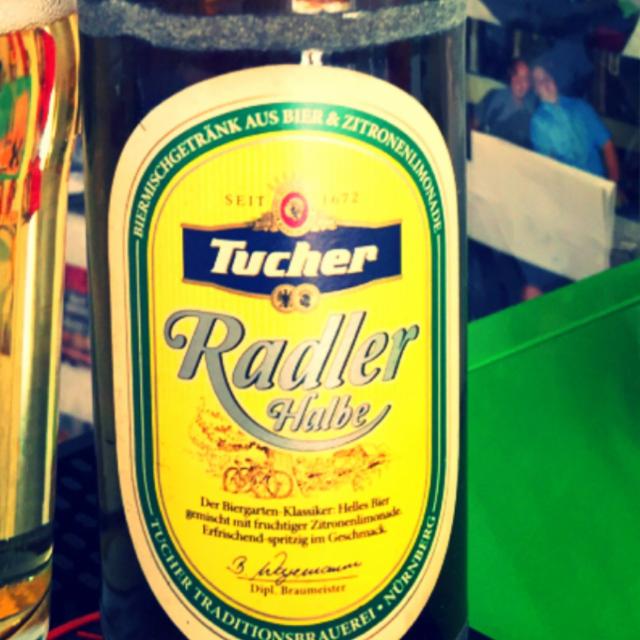 BIERMISCHGETRÄNK AUS BIER & ZITRONENLIMONADE
SEIT 1672
Tucher
Radler
Halbe
Der Biergarten-Klassiker: Helles Bier
gemischt mit fruchtiger Zitronenlimonade.
Erfrischend-spritzig im Geschmack.
Dipl. Braumeister
TUCHER TRADITIONSBRAUEREI • NÜRNBERG